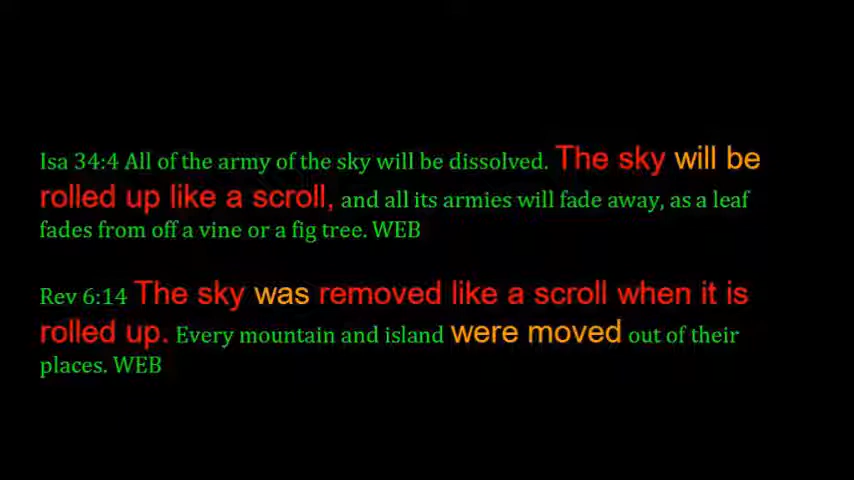 Isa 34:4 All of the army of the sky will be dissolved. The sky will be
rolled up like a scroll, and all its armies will fade away, as a leaf
fades from off a vine or a fig tree. WEB
Rev 6:14 The sky was removed like a scroll when it is
rolled up. Every mountain and island were moved out of their
places. WEB